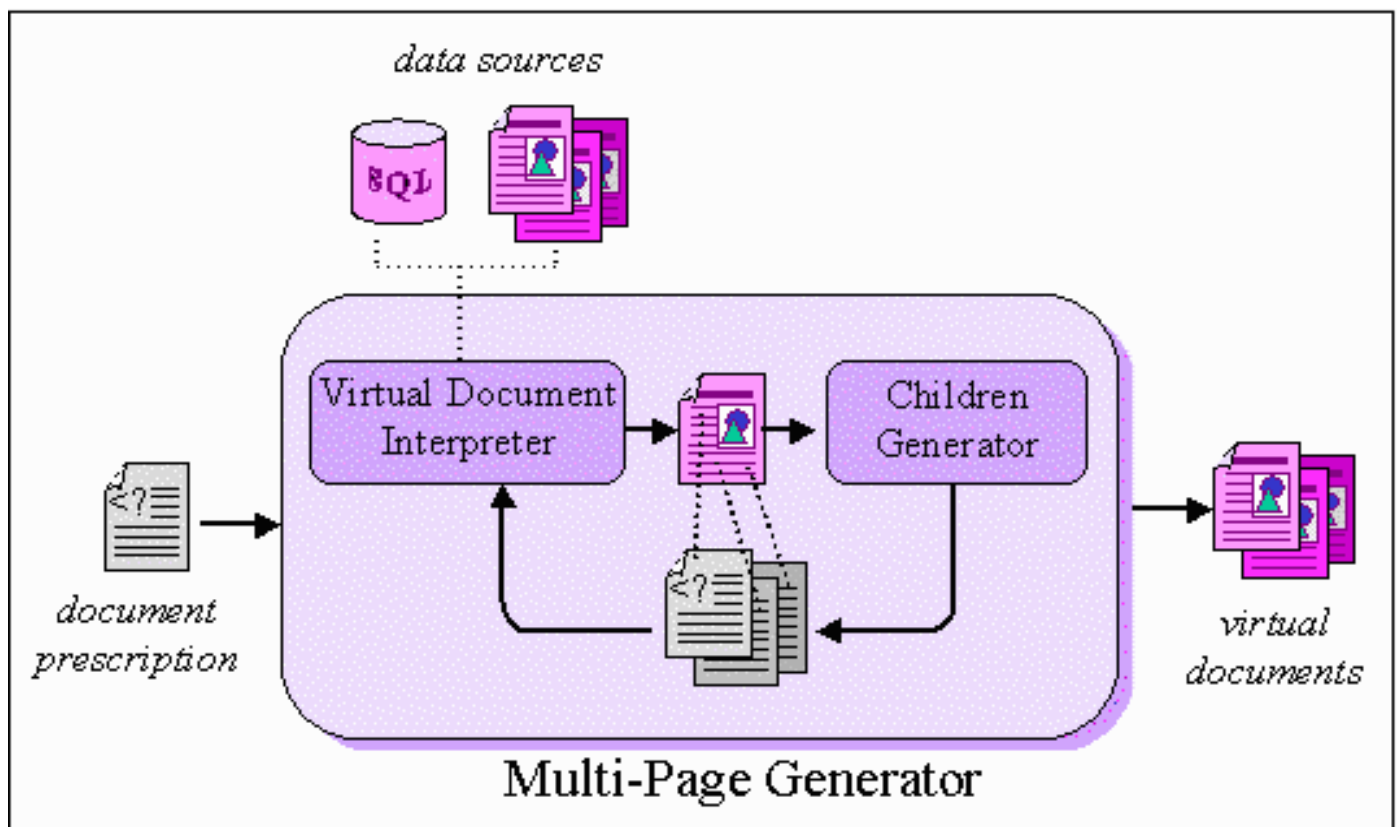 data sources
SQL
Virtual Document
Interpreter
Children
Generator
<?
document
prescription
<?
virtual
documents
Multi-Page Generator